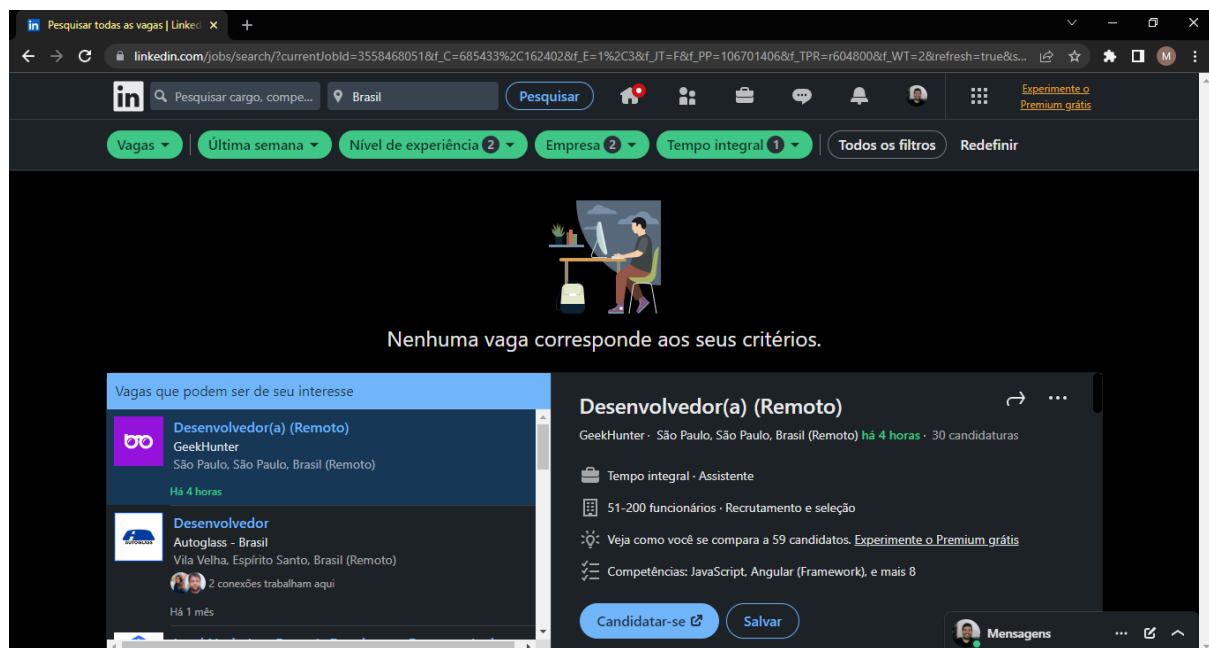 in Pesquisar todas as vagas | Linked
linkedin.com/jobs/search/?currentJobId=3558468051&f_C=685433%2C162402&f_E=1%2C3&f_JT=F&f_PP=106701406&f_TPR=r604800&f_WT=2&refresh=true&s...
M
in
Pesquisar cargo, compe...
Brasil
Pesquisar
Experimente o
Premium grátis
Vagas
Última semana
Nível de experiência 2
Empresa 2
Tempo integral 1
Todos os filtros
Redefinir
Nenhuma vaga corresponde aos seus critérios.
Vagas que podem ser de seu interesse
Desenvolvedor(a) (Remoto)
GeekHunter
São Paulo, São Paulo, Brasil (Remoto)
Há 4 horas
AUTOGLASS
Desenvolvedor
Autoglass - Brasil
Vila Velha, Espírito Santo, Brasil (Remoto)
2 conexões trabalham aqui
Há 1 mês
Desenvolvedor(a) (Remoto)
GeekHunter · São Paulo, São Paulo, Brasil (Remoto) há 4 horas · 30 candidaturas
Tempo integral · Assistente
51-200 funcionários · Recrutamento e seleção
Veja como você se compara a 59 candidatos. Experimente o Premium grátis
Competências: JavaScript, Angular (Framework), e mais 8
Candidatar-se
Salvar
Mensagens